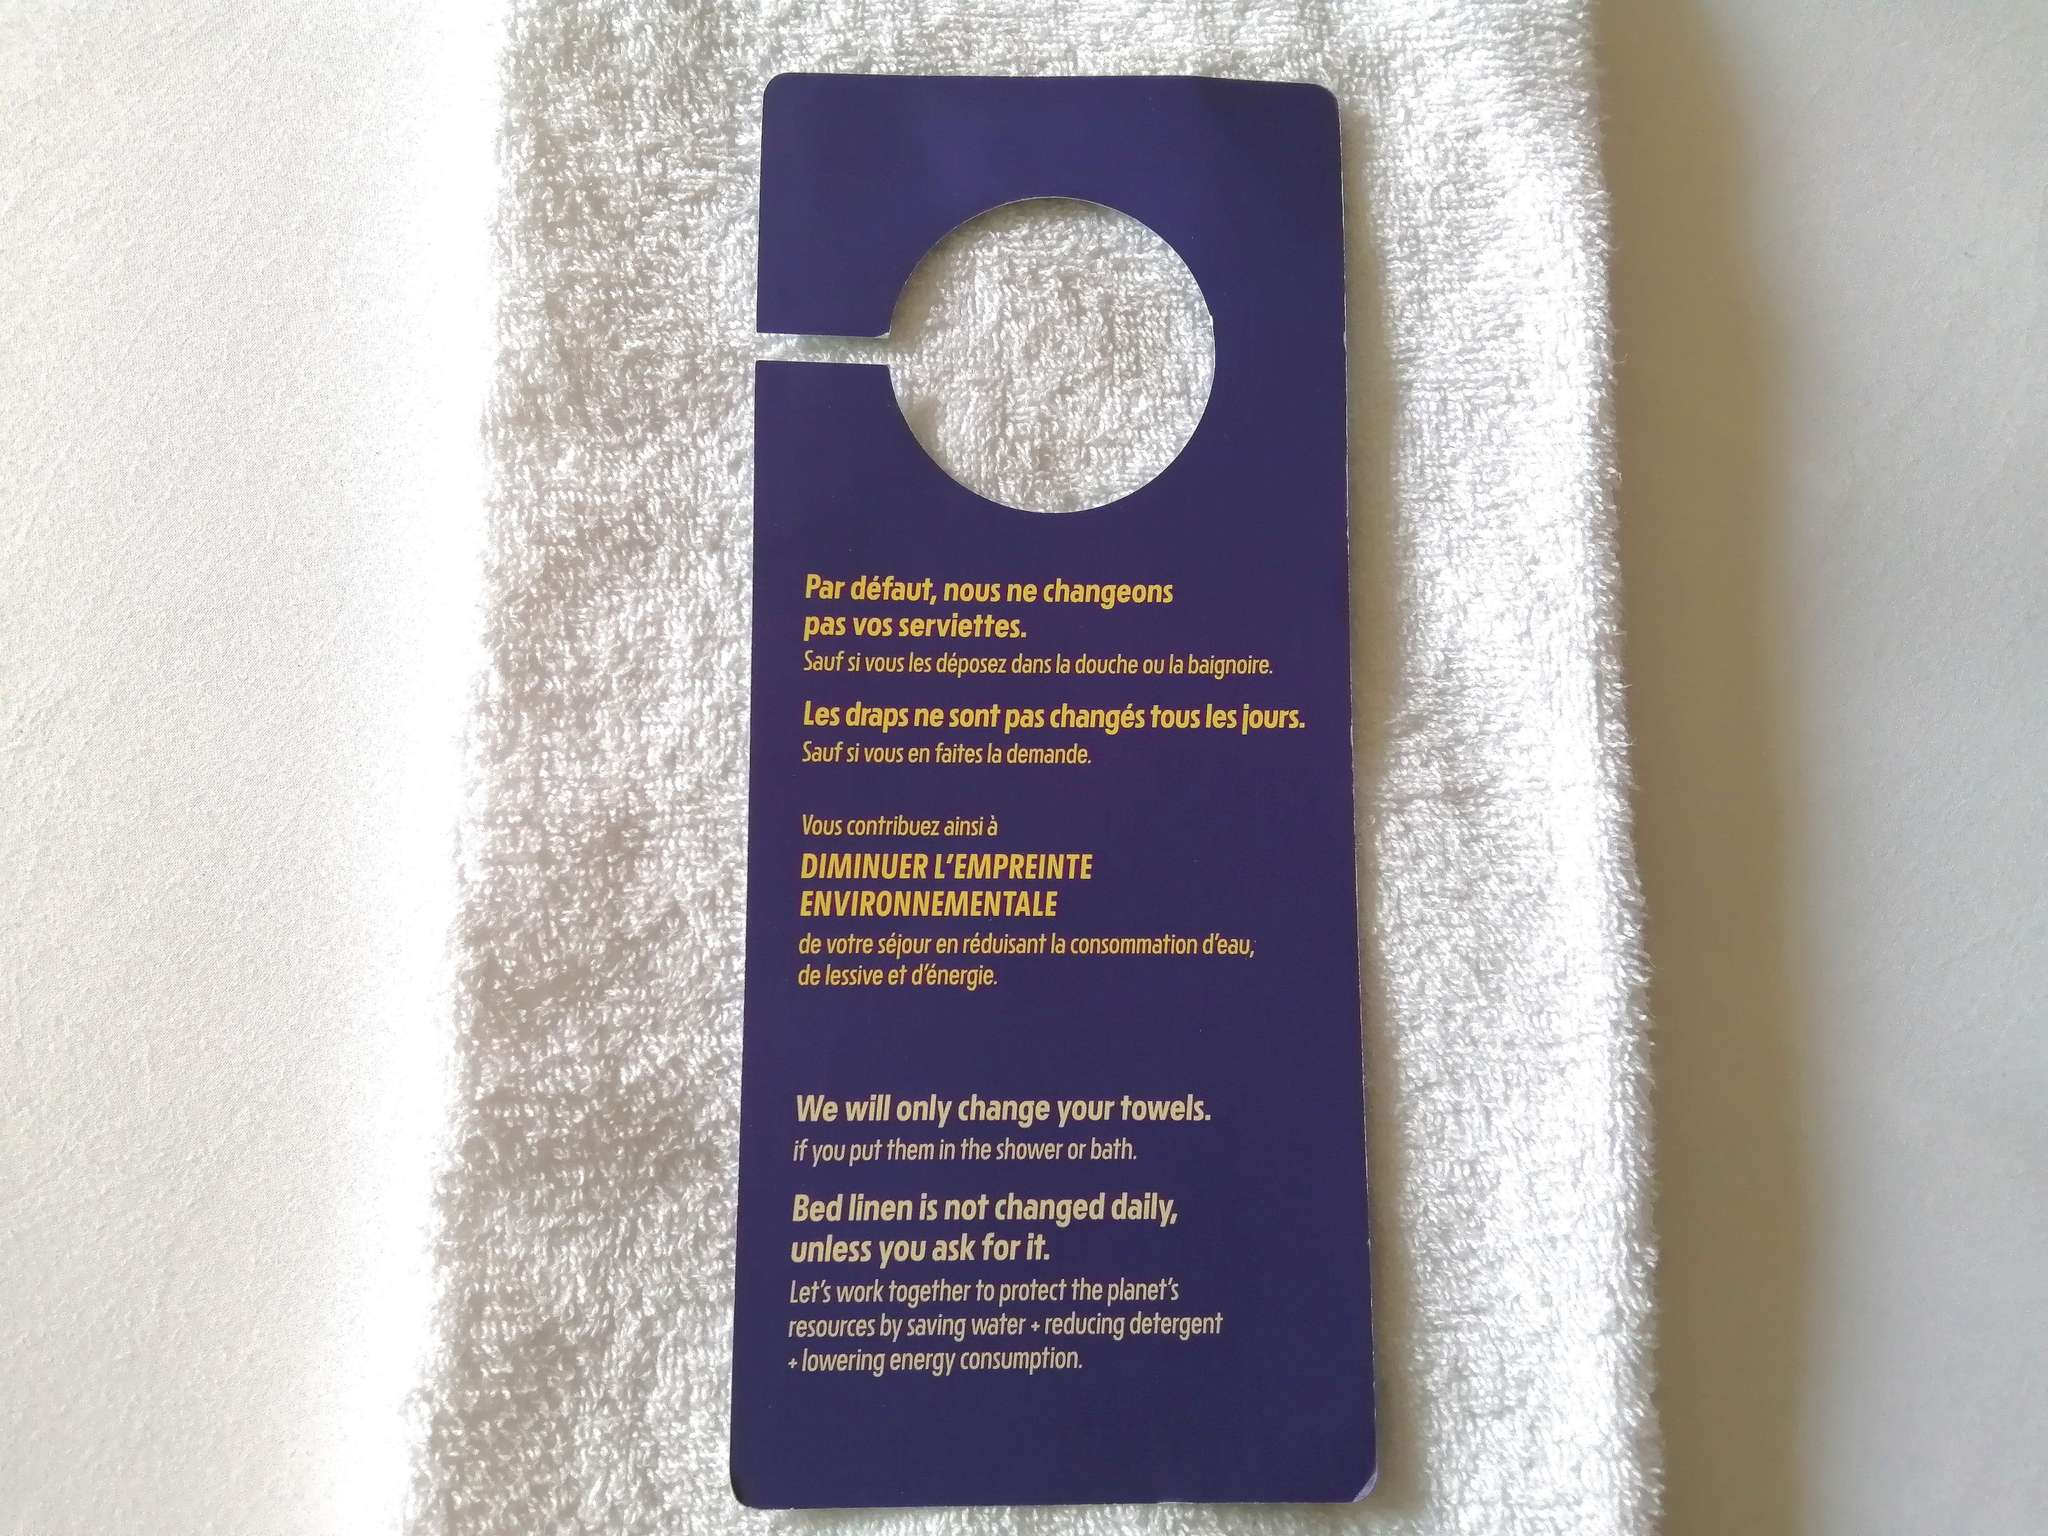 Par défaut, nous ne changeons
pas vos serviettes.
Sauf si vous les déposez dans la douche ou la baignoire.
Les draps ne sont pas changés tous les jours.
Sauf si vous en faites la demande.
Vous contribuez ainsi à
DIMINUER L'EMPREINTE
ENVIRONNEMENTALE
de votre séjour en réduisant la consommation d'eau,
de lessive et d'énergie.
We will only change your towels.
if you put them in the shower or bath.
Bed linen is not changed daily,
unless you ask for it.
Let's work together to protect the planet's
resources by saving water + reducing detergent
+ lowering energy consumption.